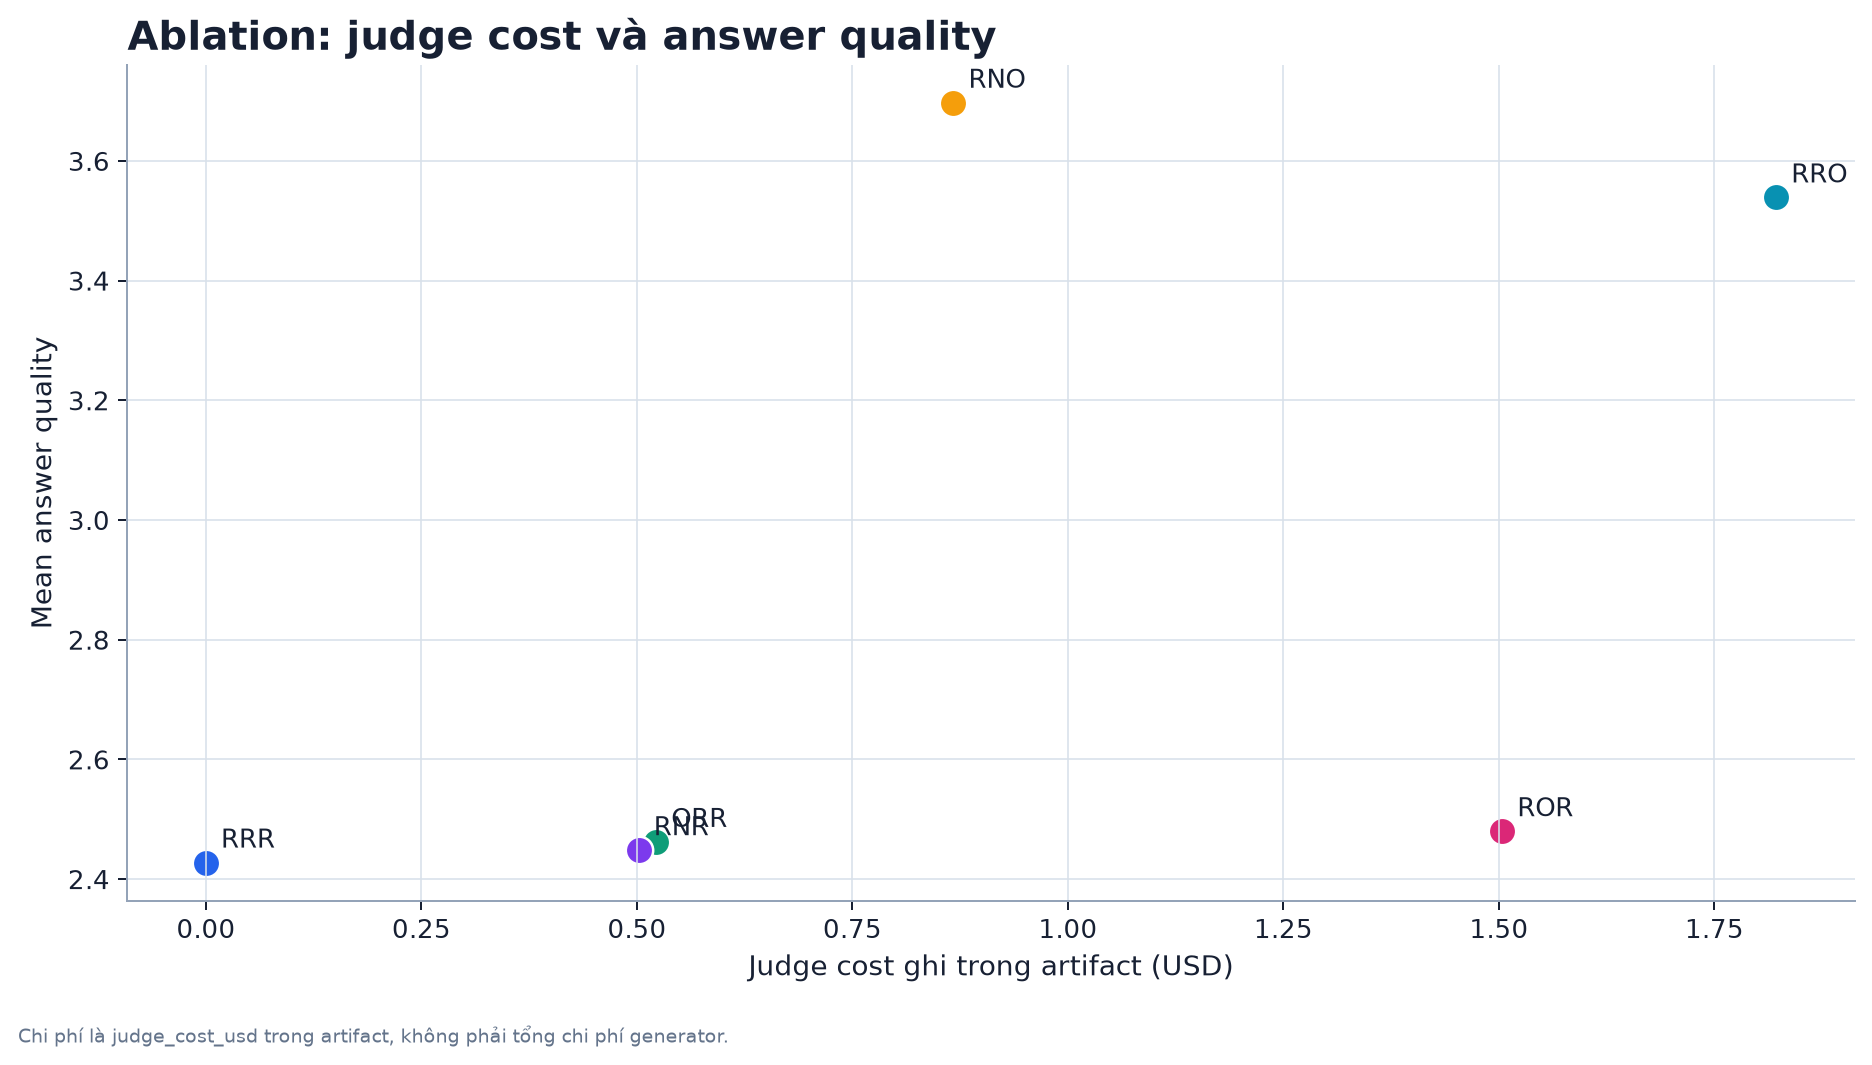 Ablation: judge cost và answer quality
RNO
RRO
3.6
3.4
3.2
3.0
2.8
2.6
2.4
Mean answer quality
ORR
RNR
ROR
RRR
0.00 0.25 0.50 0.75 1.00 1.25 1.50 1.75
Judge cost ghi trong artifact (USD)
Chi phí là judge_cost_usd trong artifact, không phải tổng chi phí generator.